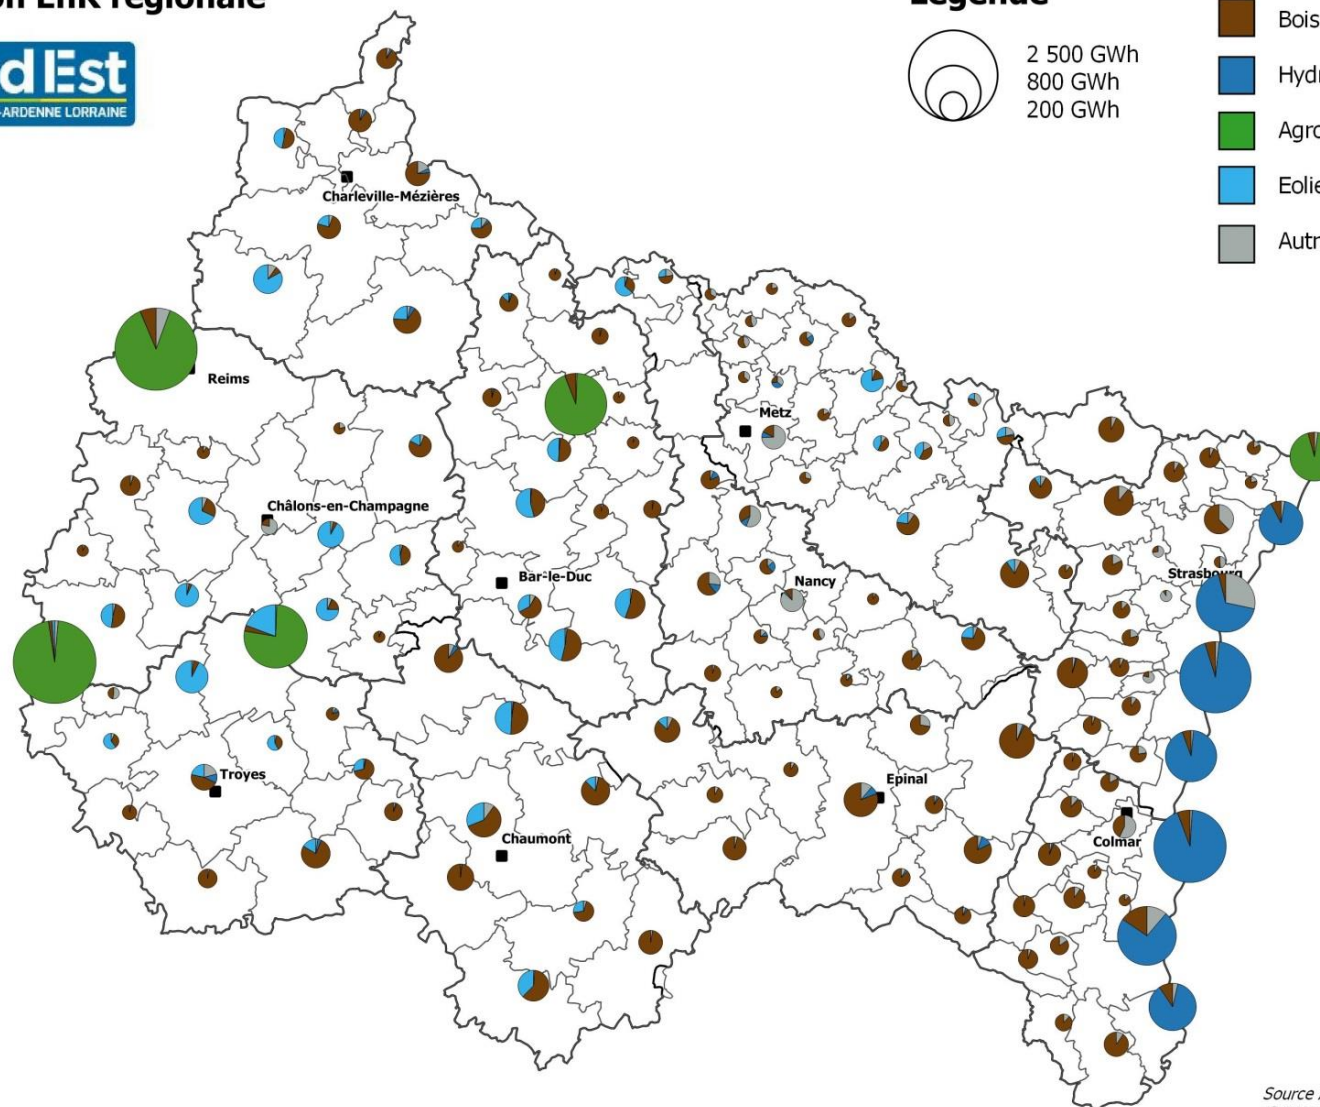 EnR régionale
Légende
d Est
-ARDENNE LORRAINE
2 500 GWh
800 GWh
200 GWh
Bois
Hydr
Agro
Eolie
Autr
Charleville-Mézières
Reims
Metz
Châlons-en-Champagne
Bar-le-Duc
Nancy
Strasbourg
Troyes
Epinal
Chaumont
Colmar
Source